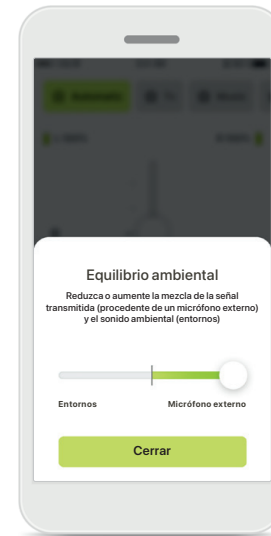 Equilibrio ambiental
Reduzca o aumente la mezcla de la señal
transmitida (procedente de un micrófono externo)
y el sonido ambiental (entornos)
Entornos
Micrófono externo
Cerrar